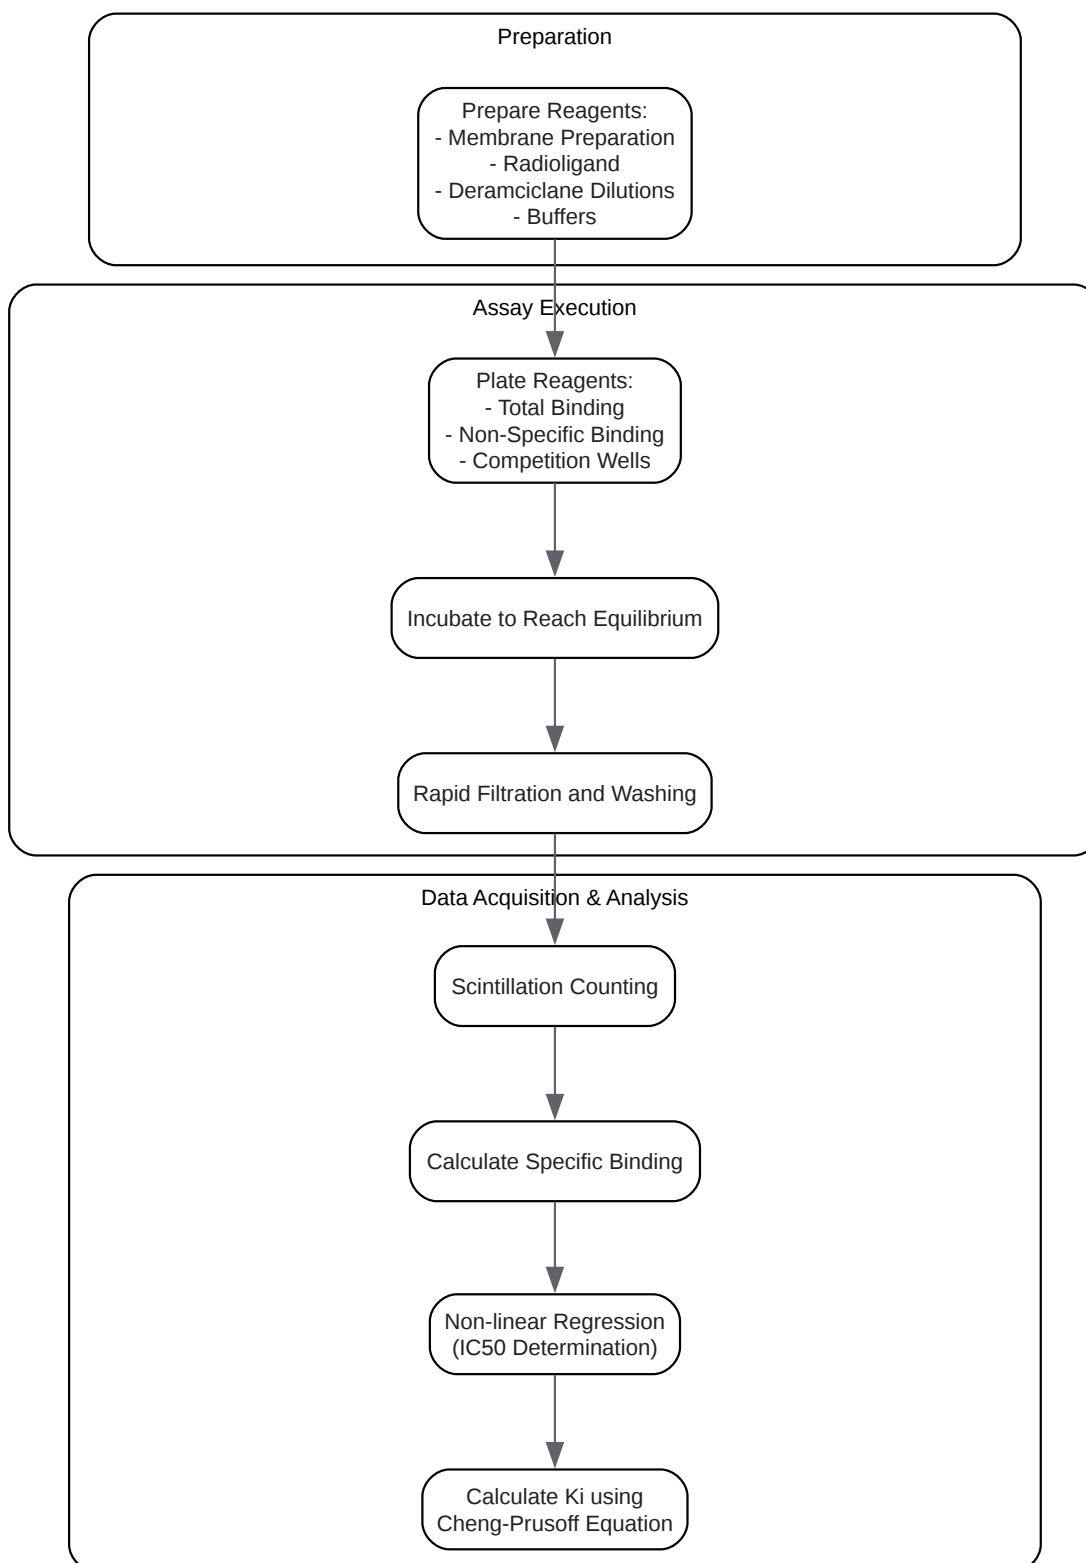 Preparation
Prepare Reagents:
- Membrane Preparation
- Radioligand
- Deramciclane Dilutions
- Buffers
Assay Execution
Plate Reagents:
- Total Binding
- Non-Specific Binding
- Competition Wells
Incubate to Reach Equilibrium
Rapid Filtration and Washing
Data Acquisition & Analysis
Scintillation Counting
Calculate Specific Binding
Non-linear Regression
(IC50 Determination)
Calculate Ki using
Cheng-Prusoff Equation